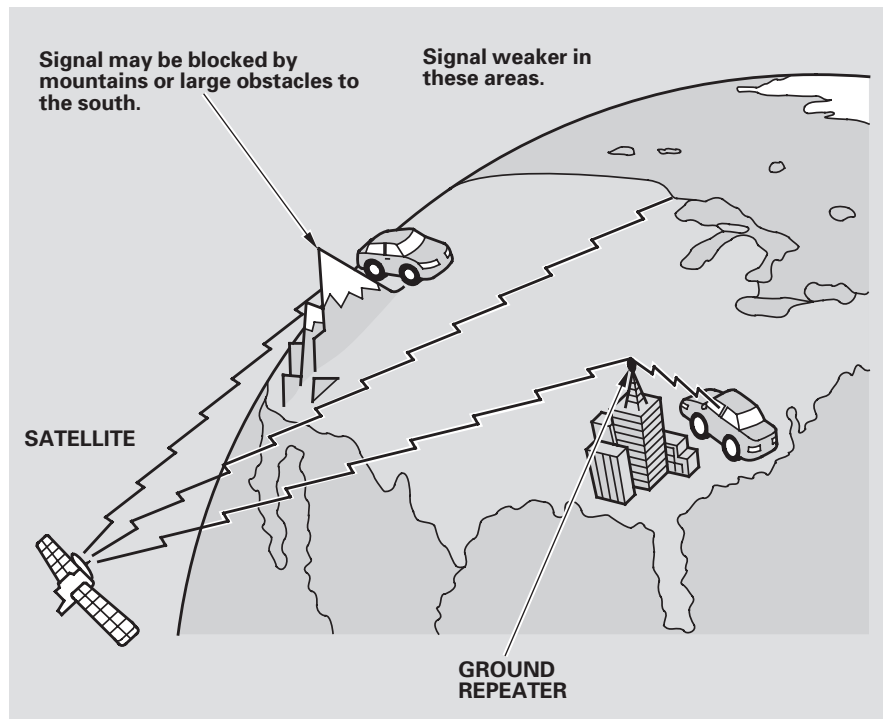 Signal may be blocked by
mountains or large obstacles to
the south.
Signal weaker in
these areas.
SATELLITE
GROUND
REPEATER